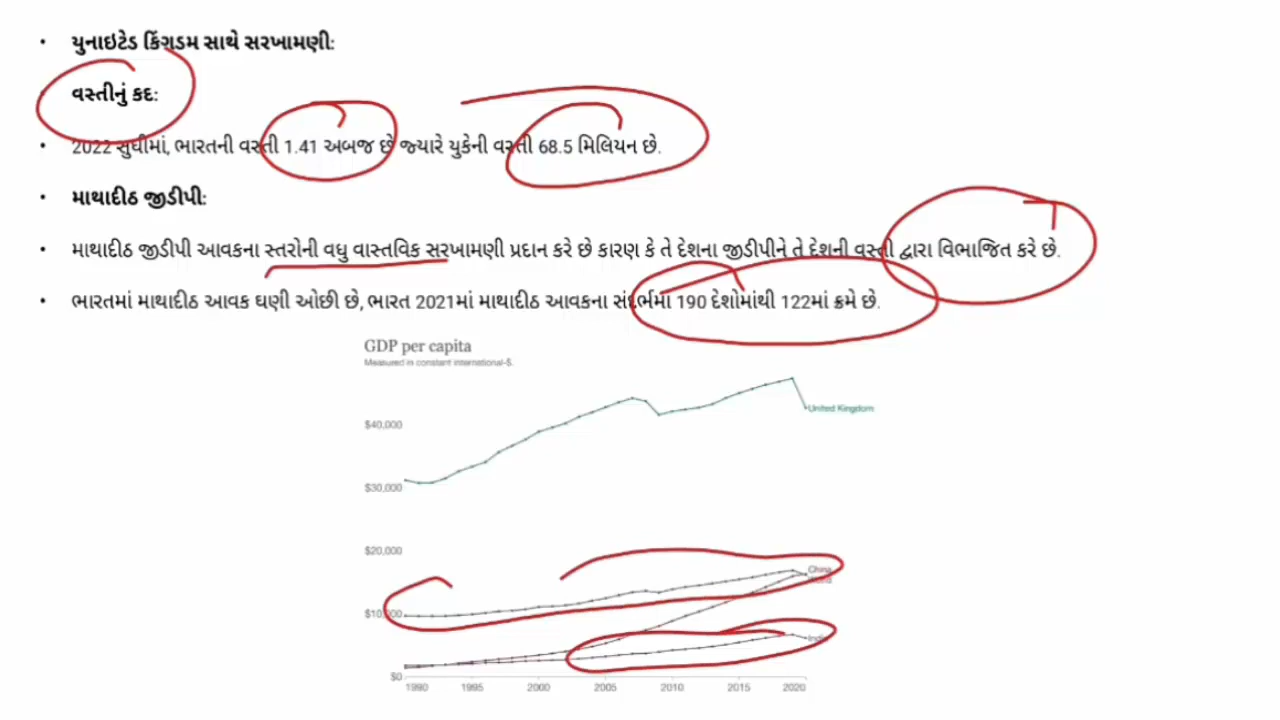 • યુનાઇટેડ કિંગડમ સાથે સરખામણી:
વસ્તીનું કદ:
• 2022 સુધીમાં, ભારતની વસ્તી 1.41 અબજ છે જ્યારે યુકેની વસ્તી 68.5 મિલિયન છે.
• માથાદીઠ જીડીપી:
• માથાદીઠ જીડીપી આવકના સ્તરોની વધુ વાસ્તવિક સરખામણી પ્રદાન કરે છે કારણ કે તે દેશના જીડીપીને તે દેશની વસ્તી દ્વારા વિભાજિત કરે છે.
• ભારતમાં માથાદીઠ આવક ઘણી ઓછી છે, ભારત 2021માં માથાદીઠ આવકના સંદર્ભમાં 190 દેશોમાંથી 122માં ક્રમે છે.
GDP per capita
Measured in constant international-$.
United Kingdom
$40,000
$30,000
$20,000
China
World
$10,000
India
$0
1990 1995 2000 2005 2010 2015 2020